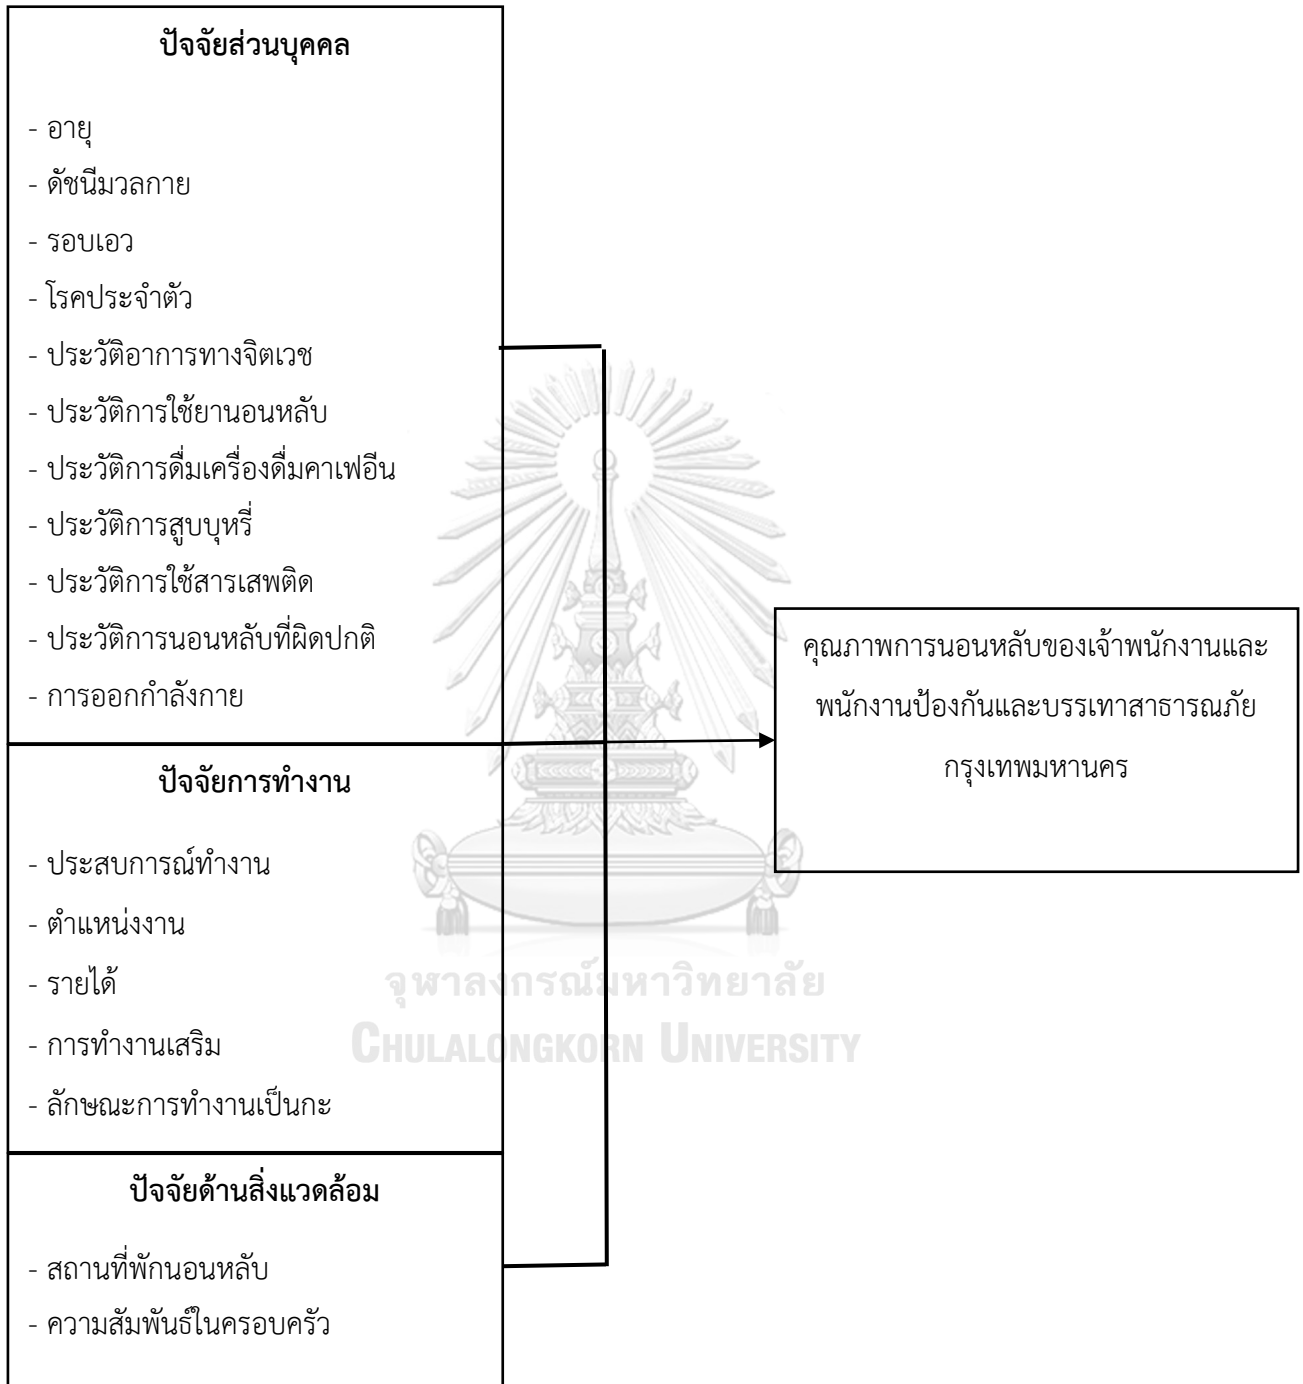 ปัจจัยส่วนบุคคล
- อายุ
- ดัชนีมวลกาย
- รอบเอว
- โรคประจำตัว
- ประวัติอาการทางจิตเวช
- ประวัติการใช้ยานอนหลับ
- ประวัติการดื่มเครื่องดื่มคาเฟอีน
- ประวัติการสูบบุหรี่
- ประวัติการใช้สารเสพติด
- ประวัติการนอนหลับที่ผิดปกติ
- การออกกำลังกาย
ปัจจัยการทำงาน
- ประสบการณ์ทำงาน
- ตำแหน่งงาน
- รายได้
- การทำงานเสริม
- ลักษณะการทำงานเป็นกะ
ปัจจัยด้านสิ่งแวดล้อม
- สถานที่พักนอนหลับ
- ความสัมพันธ์ในครอบครัว
คุณภาพการนอนหลับของเจ้าพนักงานและ
พนักงานป้องกันและบรรเทาสาธารณภัย
กรุงเทพมหานคร
จุฬาลงกรณ์มหาวิทยาลัย
CHULALONGKORN UNIVERSITY